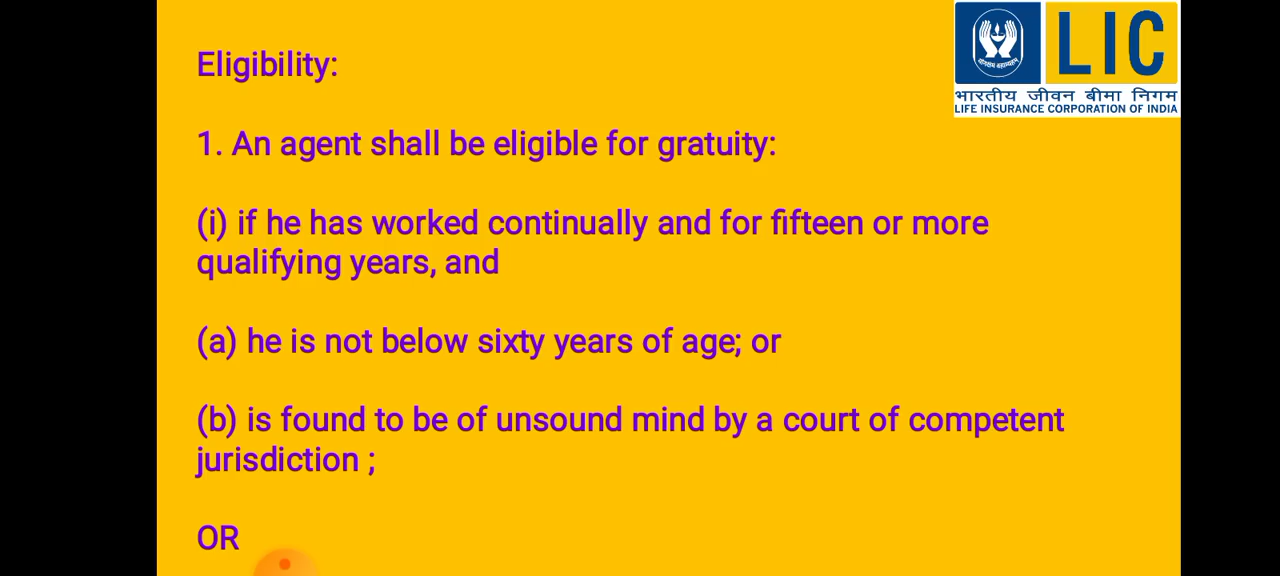 LIC
भारतीय जीवन बीमा निगम
LIFE INSURANCE CORPORATION OF INDIA
Eligibility:
1. An agent shall be eligible for gratuity:
(i) if he has worked continually and for fifteen or more
qualifying years, and
(a) he is not below sixty years of age; or
(b) is found to be of unsound mind by a court of competent
jurisdiction ;
OR